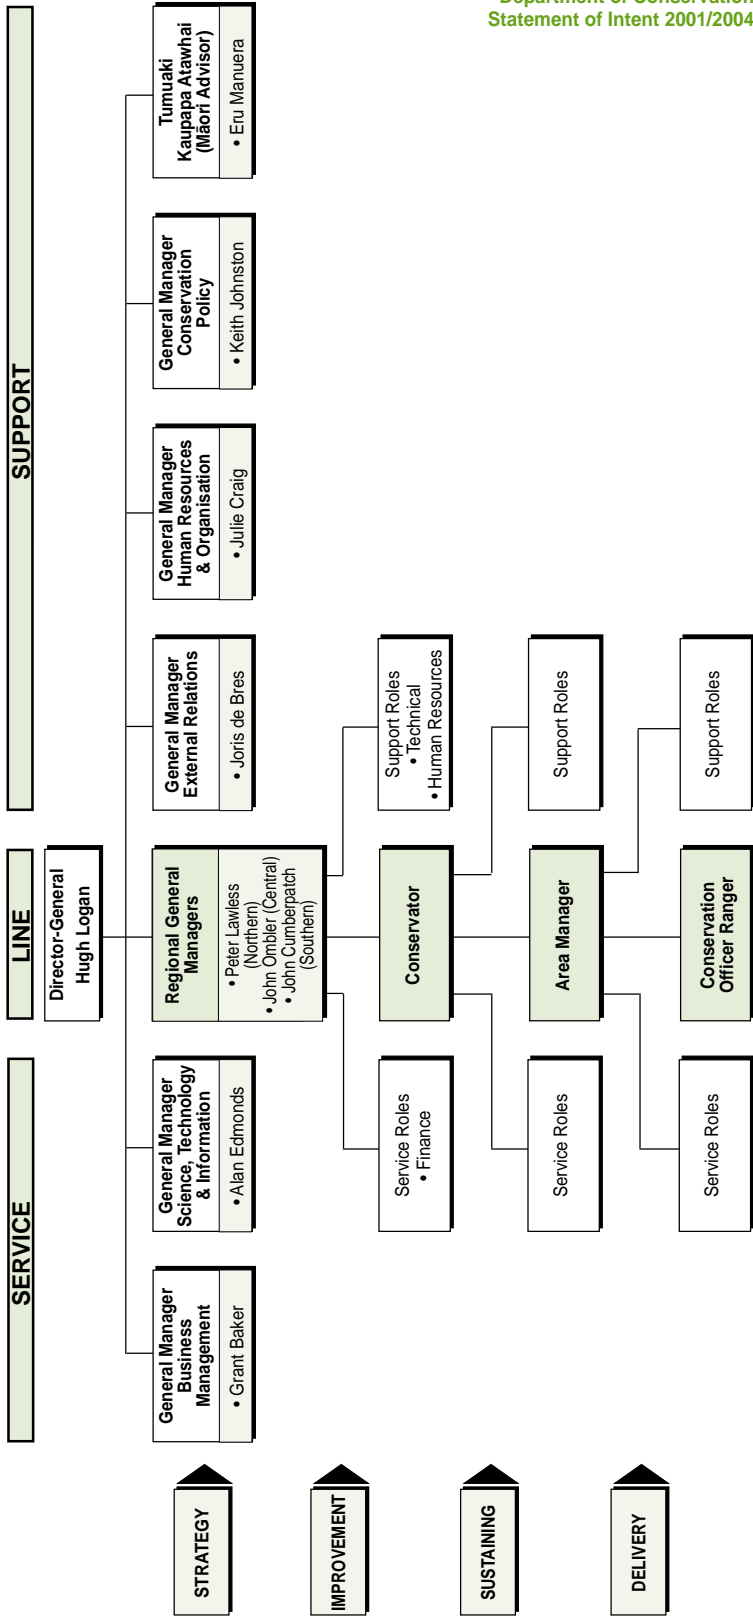 Department of Conservation
Statement of Intent 2001/2004
SERVICE
LINE
SUPPORT
Director-General
Hugh Logan
STRATEGY
General Manager
Business
Management
• Grant Baker
General Manager
Science, Technology
& Information
• Alan Edmonds
Regional General
Managers
• Peter Lawless
(Northern)
• John Ombler (Central)
• John Cumberpatch
(Southern)
General Manager
External Relations
• Joris de Bres
General Manager
Human Resources
& Organisation
• Julie Craig
General Manager
Conservation
Policy
• Keith Johnston
Tumuaki
Kaupapa Atawhai
(Māori Advisor)
• Eru Manuera
IMPROVEMENT
Service Roles
• Finance
Conservator
Support Roles
• Technical
• Human Resources
SUSTAINING
Service Roles
Area Manager
Support Roles
DELIVERY
Service Roles
Conservation
Officer Ranger
Support Roles